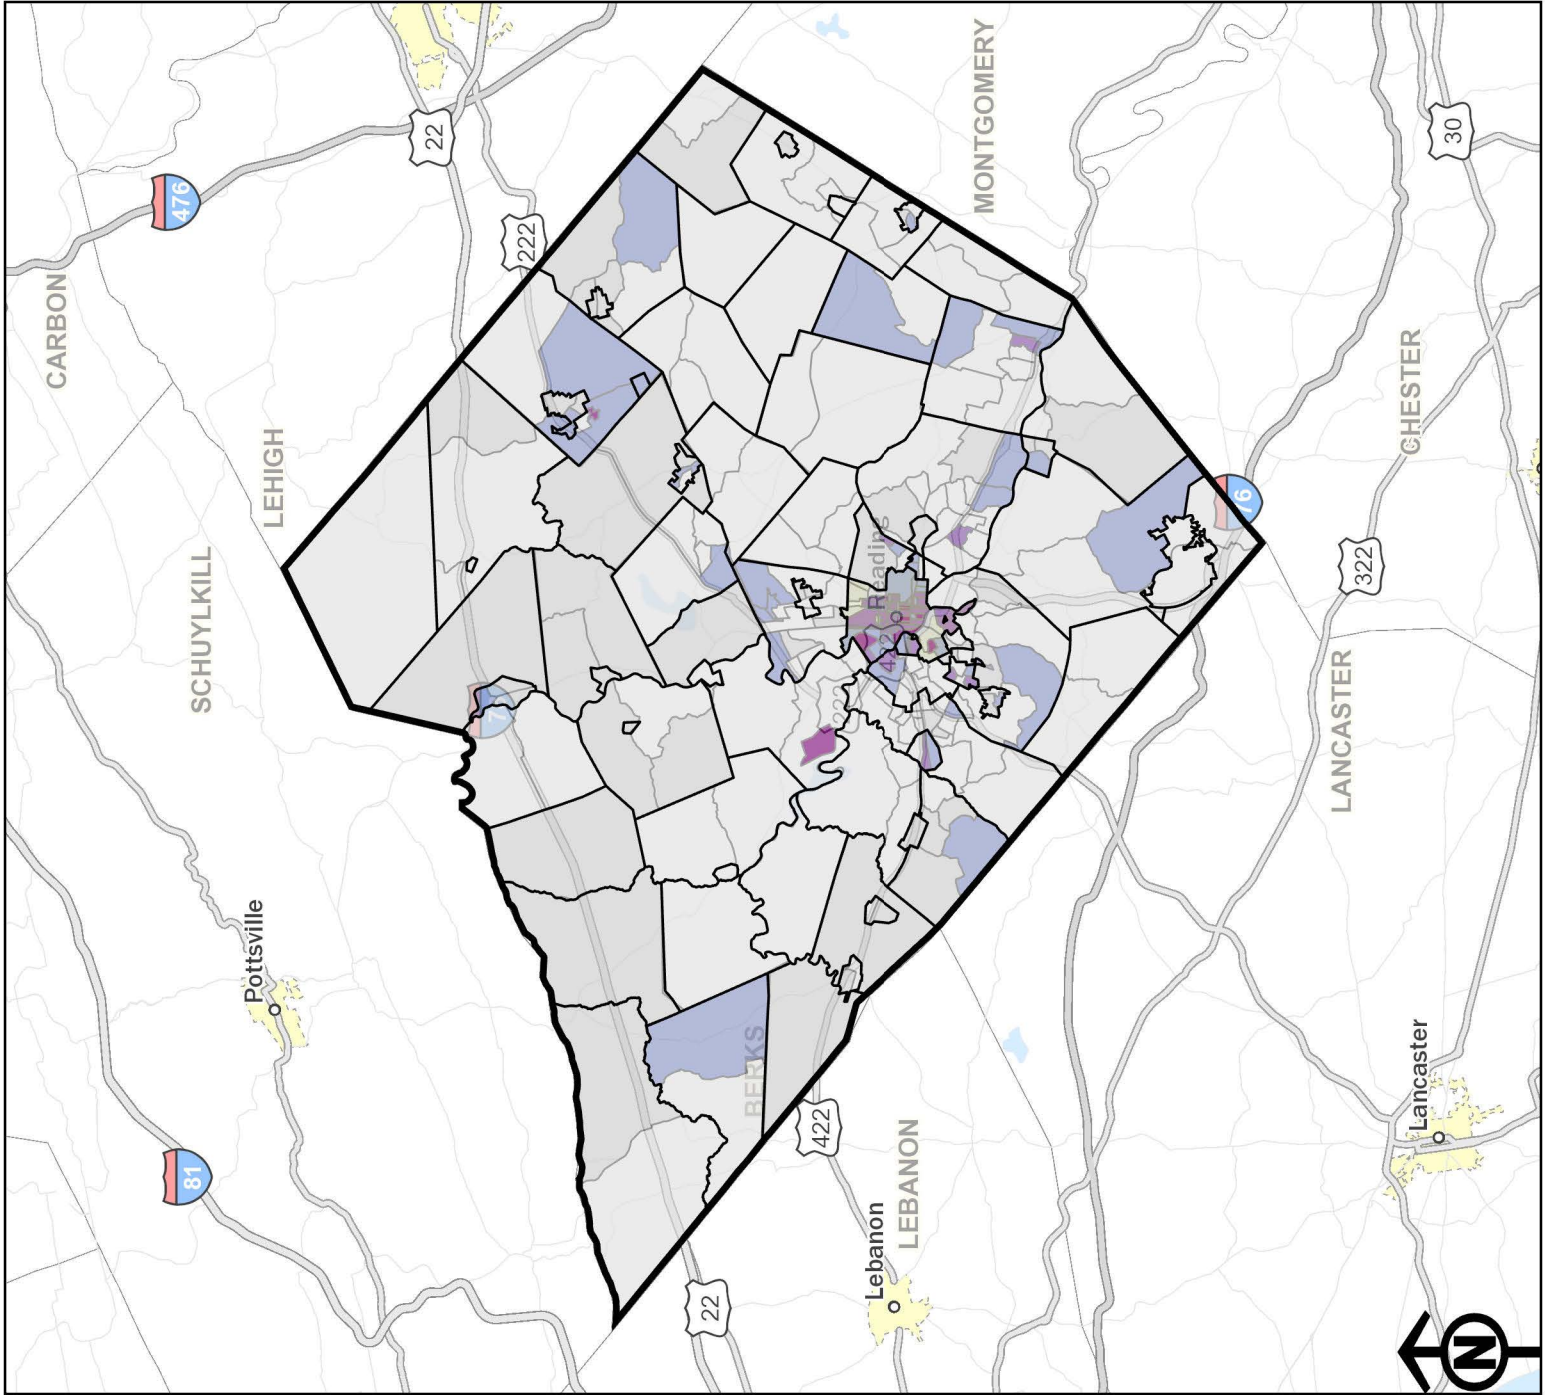 CARBON
476
81
SCHUYLKILL
Pottsville
LEHIGH
22
222
22
BERKS
422
Lebanon
Reading
422
LEBANON
MONTGOMERY
76
LANCASTER
322
CHESTER
Lancaster
30
N